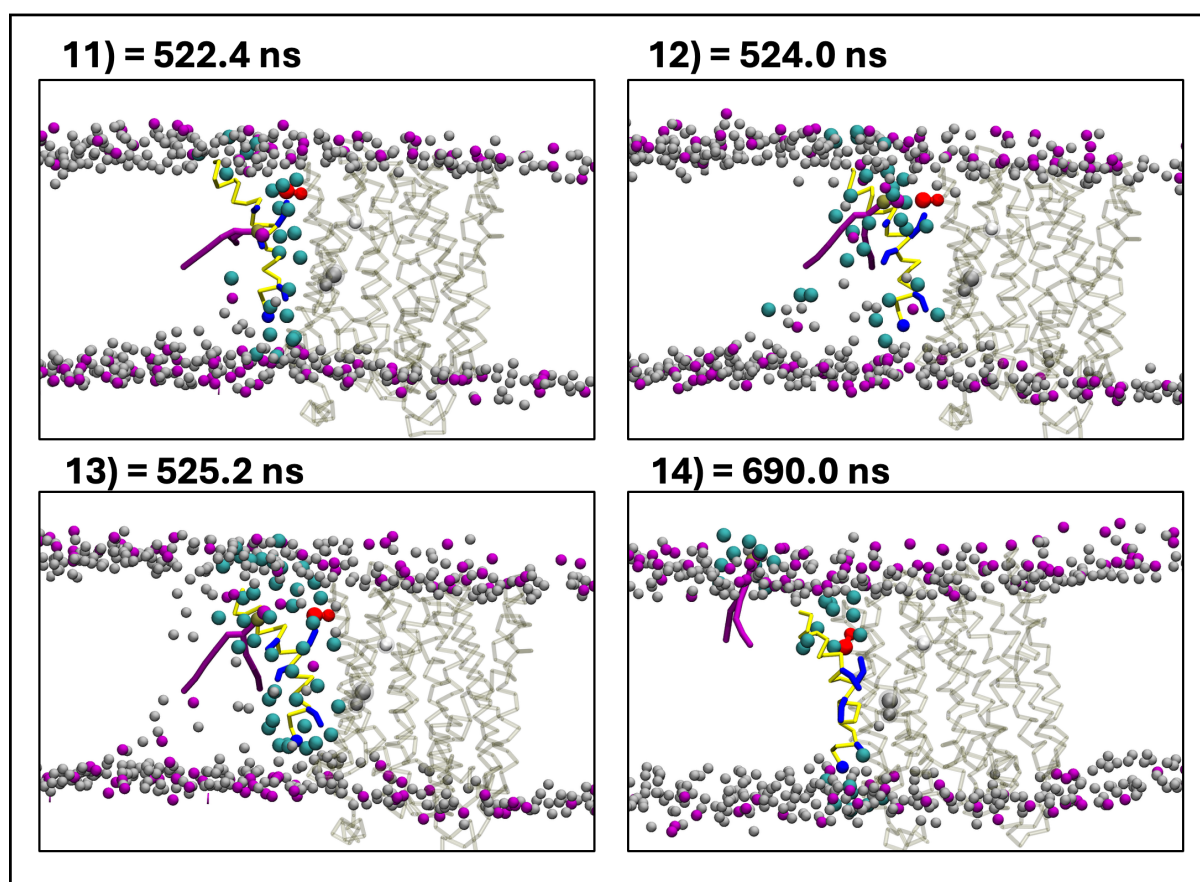 11) = 522.4 ns
12) = 524.0 ns
13) = 525.2 ns
14) = 690.0 ns